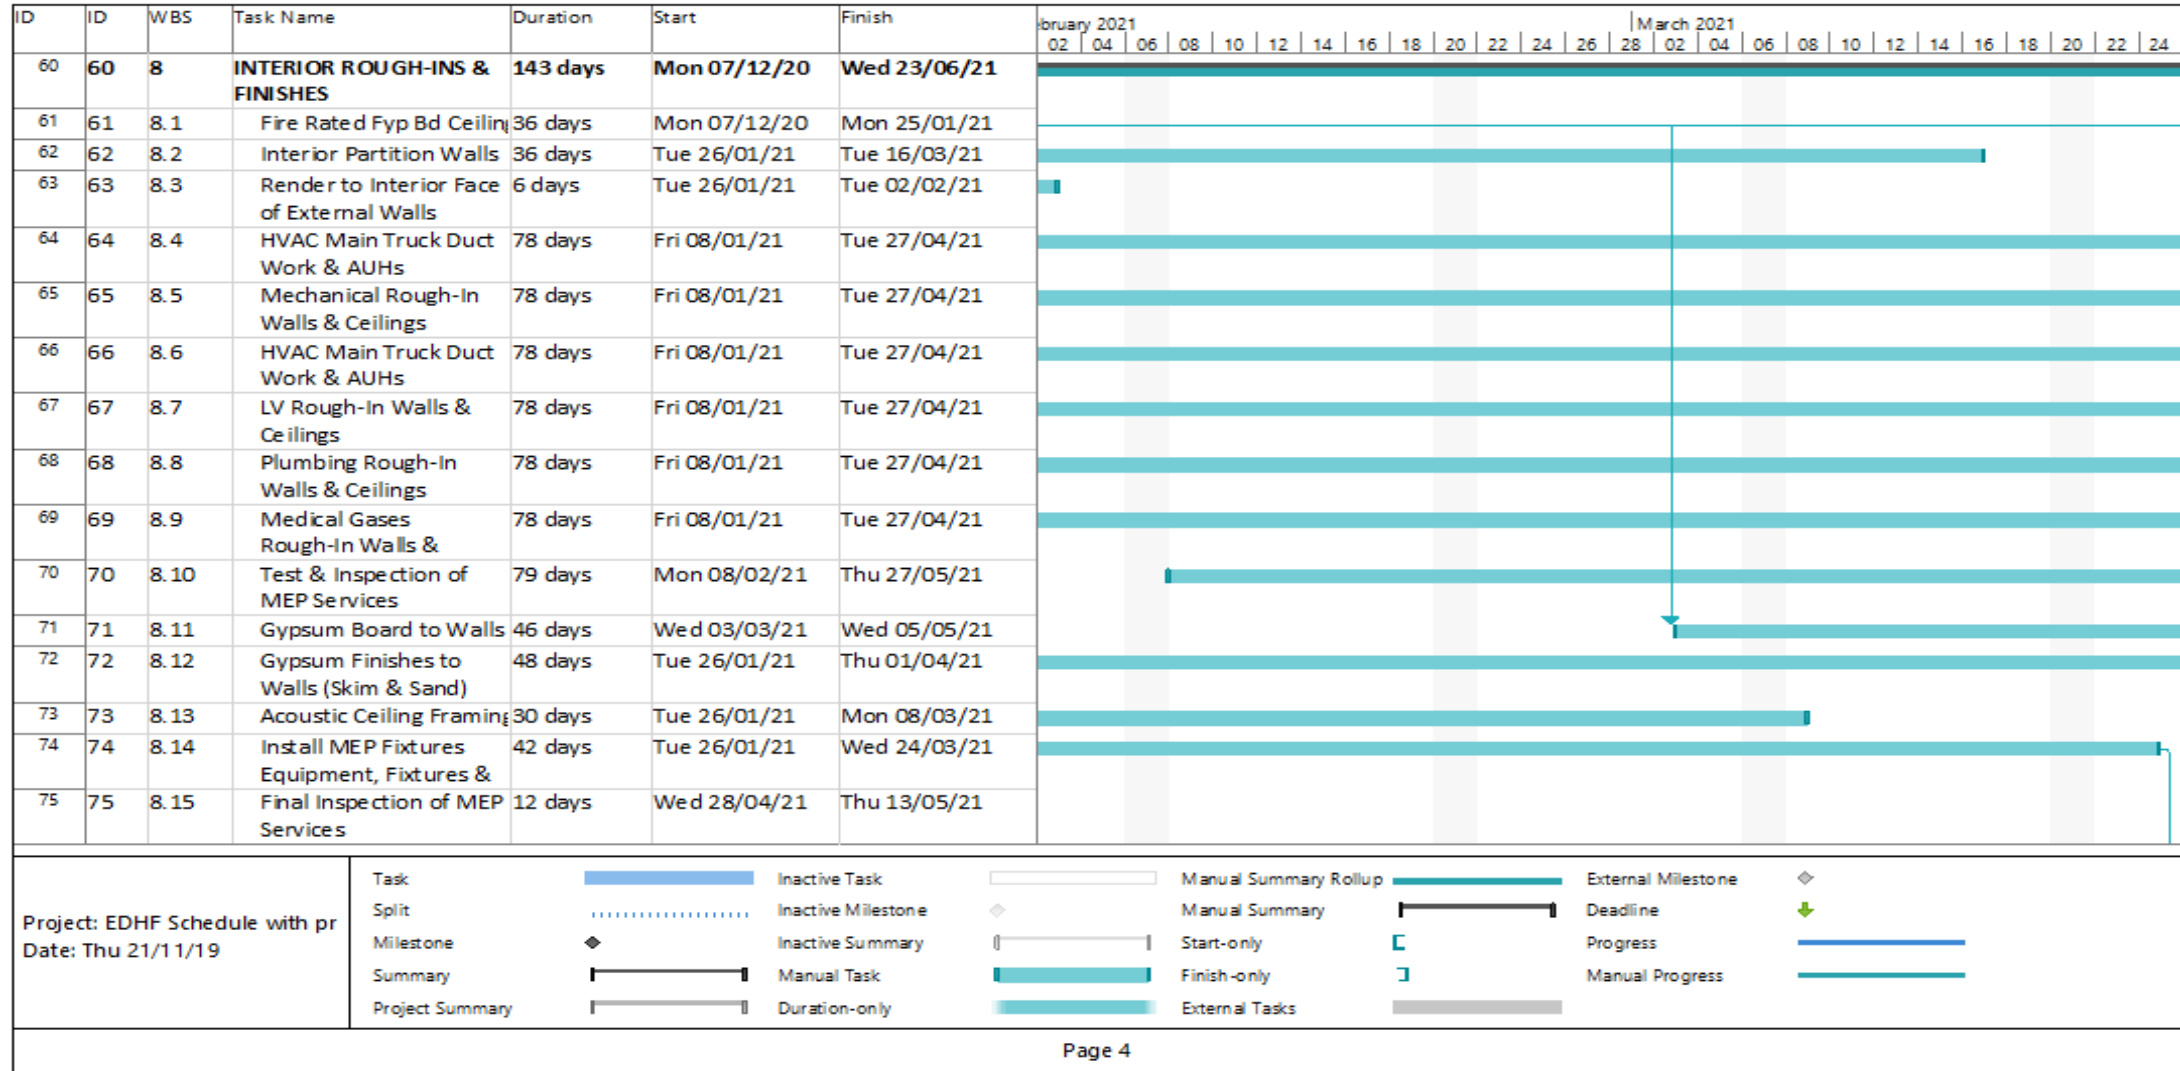 ID ID WBS Task Name Duration Start Finish
ebruary 2021 March 2021
02 04 06 08 10 12 14 16 18 20 22 24 26 28 02 04 06 08 10 12 14 16 18 20 22 24
60 60 8 INTERIOR ROUGH-INS & 143 days Mon 07/12/20 Wed 23/06/21
FINISHES
61 61 8.1 Fire Rated Fyp Bd Ceiling 36 days Mon 07/12/20 Mon 25/01/21
62 62 8.2 Interior Partition Walls 36 days Tue 26/01/21 Tue 16/03/21
63 63 8.3 Render to Interior Face 6 days Tue 26/01/21 Tue 02/02/21
of External Walls
64 64 8.4 HVAC Main Truck Duct 78 days Fri 08/01/21 Tue 27/04/21
Work & AUHs
65 65 8.5 Mechanical Rough-In 78 days Fri 08/01/21 Tue 27/04/21
Walls & Ceilings
66 66 8.6 HVAC Main Truck Duct 78 days Fri 08/01/21 Tue 27/04/21
Work & AUHs
67 67 8.7 LV Rough-In Walls & 78 days Fri 08/01/21 Tue 27/04/21
Ceilings
68 68 8.8 Plumbing Rough-In 78 days Fri 08/01/21 Tue 27/04/21
Walls & Ceilings
69 69 8.9 Medical Gases 78 days Fri 08/01/21 Tue 27/04/21
Rough-In Walls &
70 70 8.10 Test & Inspection of 79 days Mon 08/02/21 Thu 27/05/21
MEP Services
71 71 8.11 Gypsum Board to Walls 46 days Wed 03/03/21 Wed 05/05/21
72 72 8.12 Gypsum Finishes to 48 days Tue 26/01/21 Thu 01/04/21
Walls (Skim & Sand)
73 73 8.13 Acoustic Ceiling Framing 30 days Tue 26/01/21 Mon 08/03/21
74 74 8.14 Install MEP Fixtures 42 days Tue 26/01/21 Wed 24/03/21
Equipment, Fixtures &
75 75 8.15 Final Inspection of MEP 12 days Wed 28/04/21 Thu 13/05/21
Services
Project: EDHF Schedule with pr
Date: Thu 21/11/19
Task Inactive Task Manual Summary Rollup External Milestone
Split Inactive Milestone Manual Summary Deadline
Milestone Inactive Summary Start-only Progress
Summary Manual Task Finish-only Manual Progress
Project Summary Duration-only External Tasks
Page 4